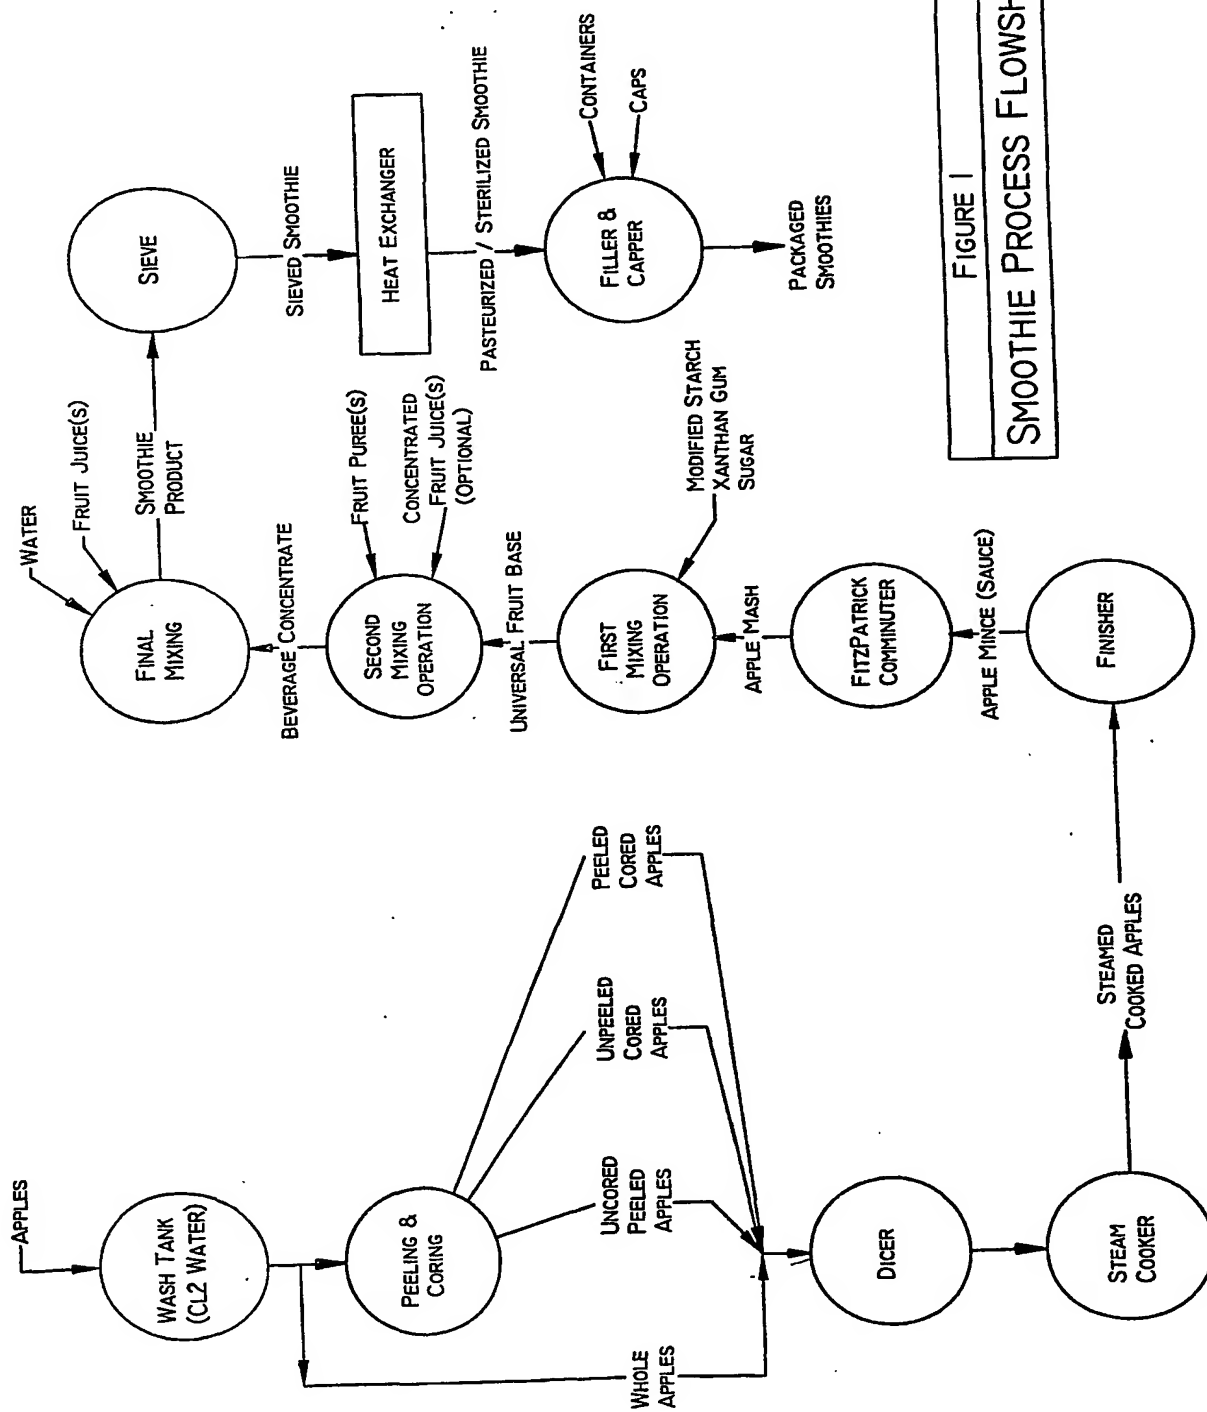 APPLES
WASH TANK
(CL2 WATER)
PEELING &
CORING
WHOLE
APPLES
UNCORED
PEELED
APPLES
UNPEELED
CORED
APPLES
PEELED
CORED
APPLES
DICER
STEAM
COOKER
STEAMED
COOKED APPLES
FINISHER
APPLE MINCE (SAUCE)
FITZPATRICK
COMMINUTER
APPLE MASH
FIRST
MIXING
OPERATION
MODIFIED STARCH
XANTHAN GUM
SUGAR
UNIVERSAL FRUIT BASE
SECOND
MIXING
OPERATION
FRUIT PUREE(S)
CONCENTRATED
FRUIT JUICE(S)
(OPTIONAL)
BEVERAGE CONCENTRATE
FINAL
MIXING
WATER
FRUIT JUICE(S)
SMOOTHIE
PRODUCT
SIEVE
SIEVED SMOOTHIE
HEAT EXCHANGER
PASTEURIZED / STERILIZED SMOOTHIE
FILLER &
CAPPER
CONTAINERS
CAPS
PACKAGED
SMOOTHIES
FIGURE 1
SMOOTHIE PROCESS FLOWSH